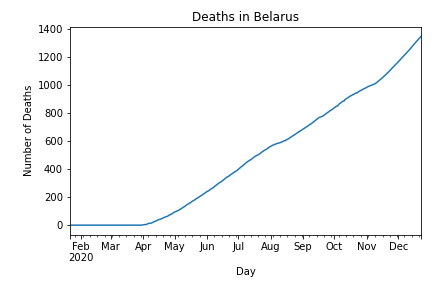 Deaths in Belarus
1400
1200
1000
800
600
400
200
0
Number of Deaths
Feb Mar Apr May Jun Jul Aug Sep Oct Nov Dec
2020
Day